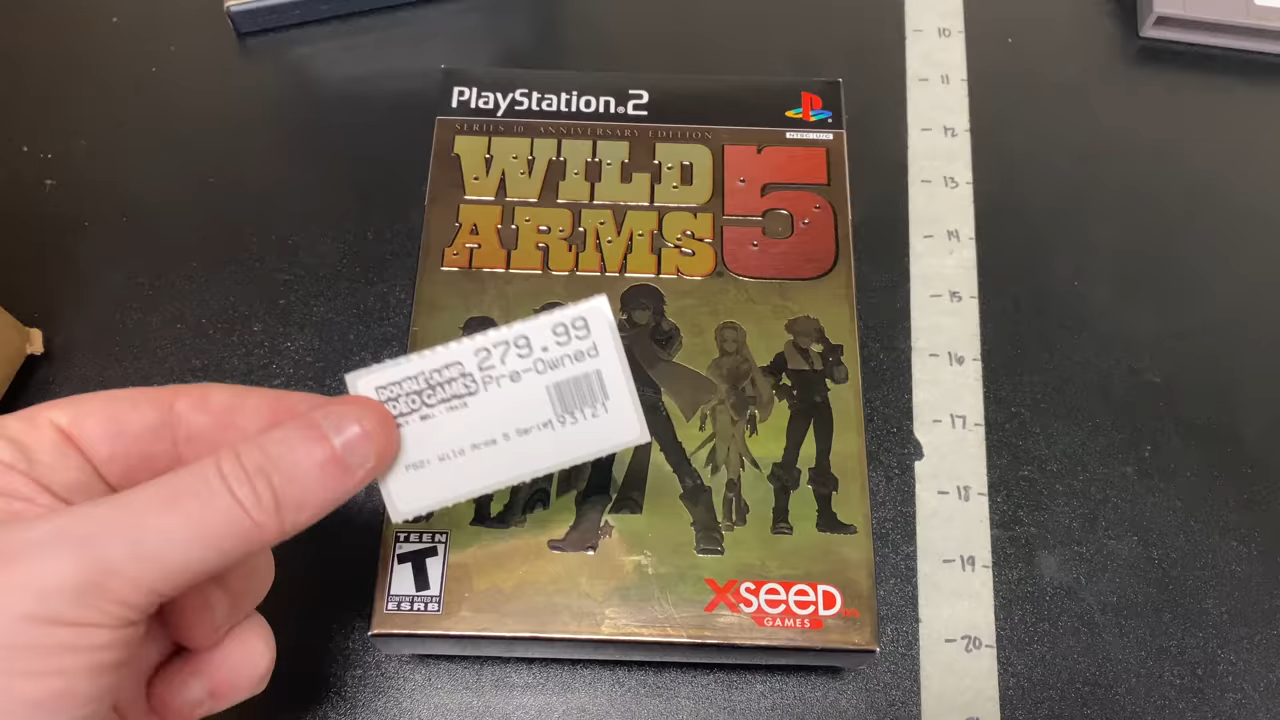 PlayStation.2
NTSC U/C
SERIES 10 ANNIVERSARY EDITION
WILD
ARMS 5
279.99
Pre-Owned
DOUBLE JUMP
VIDEO GAMES
193121
PS2: Wild Arms 5 Serie
TEEN
T
CONTENT RATED BY
ESRB
XSEED
GAMES
10
11
12
13
14
15
16
17
18
19
20